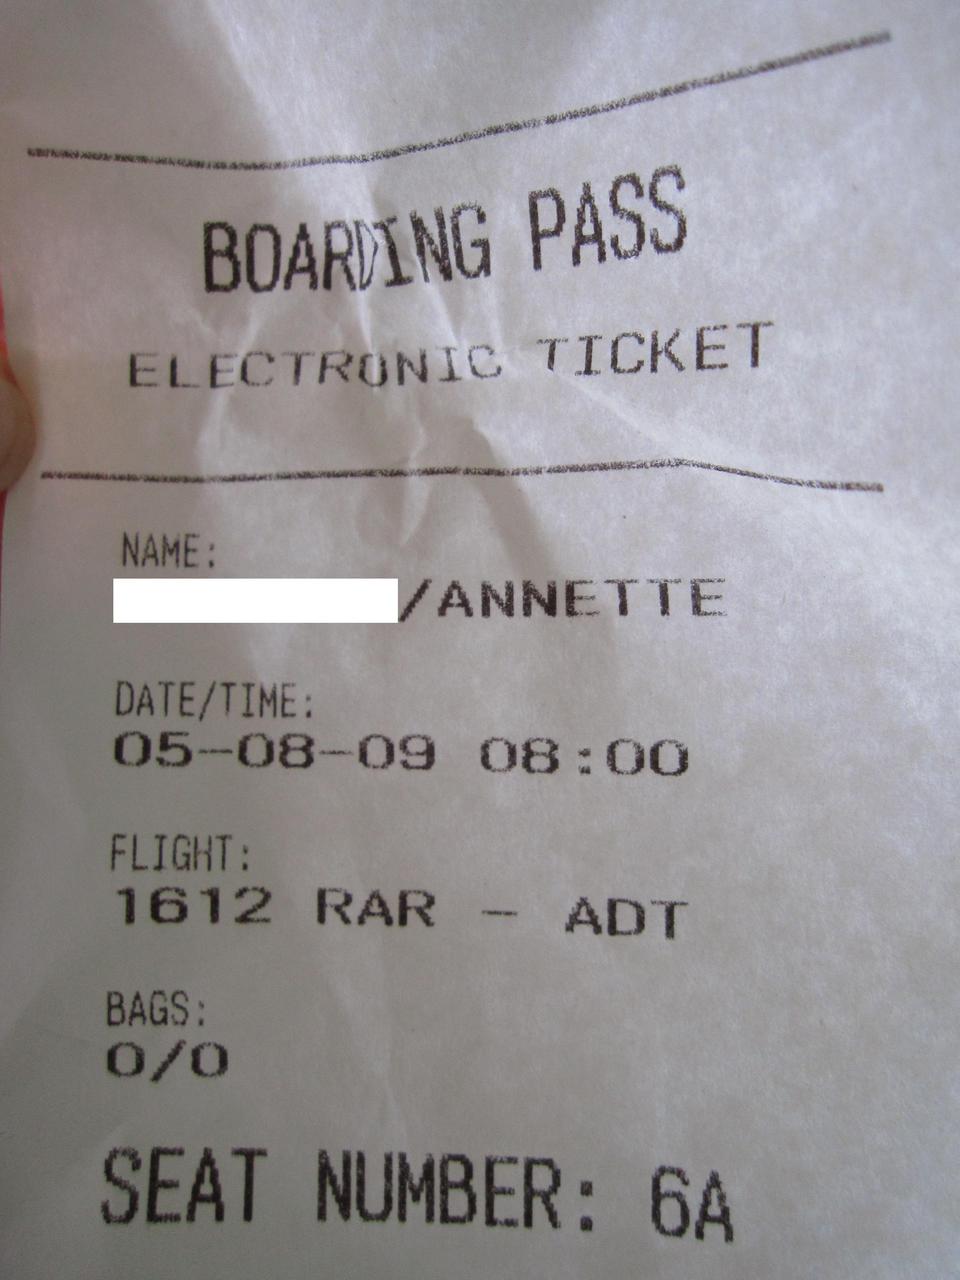 BOARDING PASS
ELECTRONIC TICKET
NAME:
/ANNETTE
DATE/TIME:
05-08-09 08:00
FLIGHT:
1612 RAR - ADT
BAGS:
0/0
SEAT NUMBER: 6A